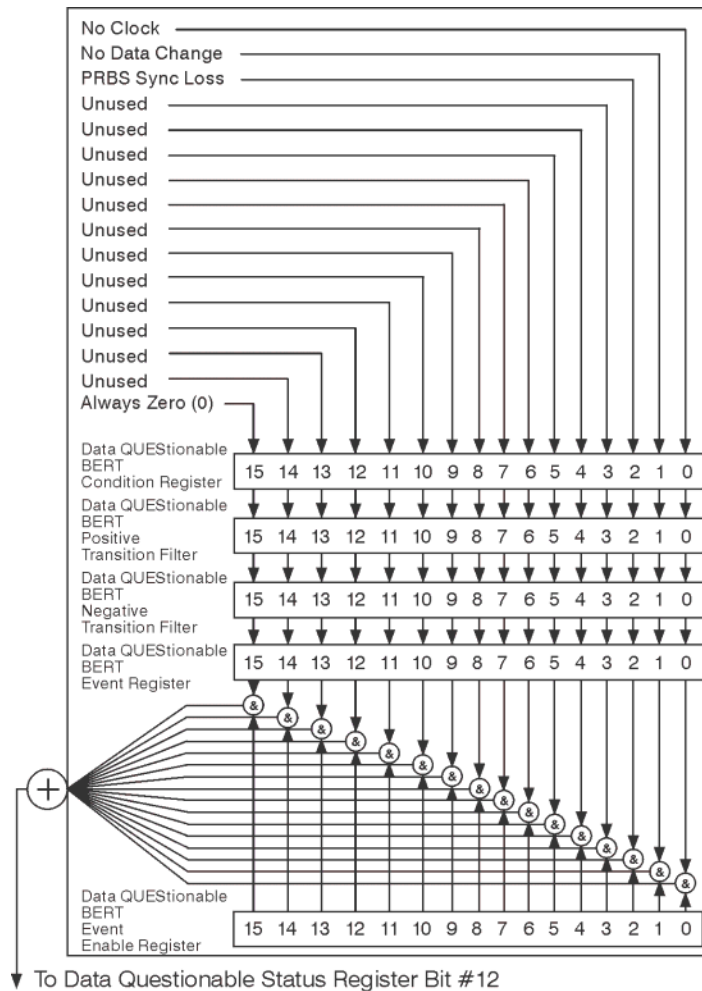 No Clock
No Data Change
PRBS Sync Loss
Unused
Unused
Unused
Unused
Unused
Unused
Unused
Unused
Unused
Unused
Unused
Unused
Always Zero (0)
Data QUEStionable
BERT
Condition Register
15 14 13 12 11 10 9 8 7 6 5 4 3 2 1 0
Data QUEStionable
BERT
Positive
Transition Filter
15 14 13 12 11 10 9 8 7 6 5 4 3 2 1 0
Data QUEStionable
BERT
Negative
Transition Filter
15 14 13 12 11 10 9 8 7 6 5 4 3 2 1 0
Data QUEStionable
BERT
Event Register
15 14 13 12 11 10 9 8 7 6 5 4 3 2 1 0
& & & & & & & & & & & & & & & &
+
Data QUEStionable
BERT
Event
Enable Register
15 14 13 12 11 10 9 8 7 6 5 4 3 2 1 0
To Data Questionable Status Register Bit #12